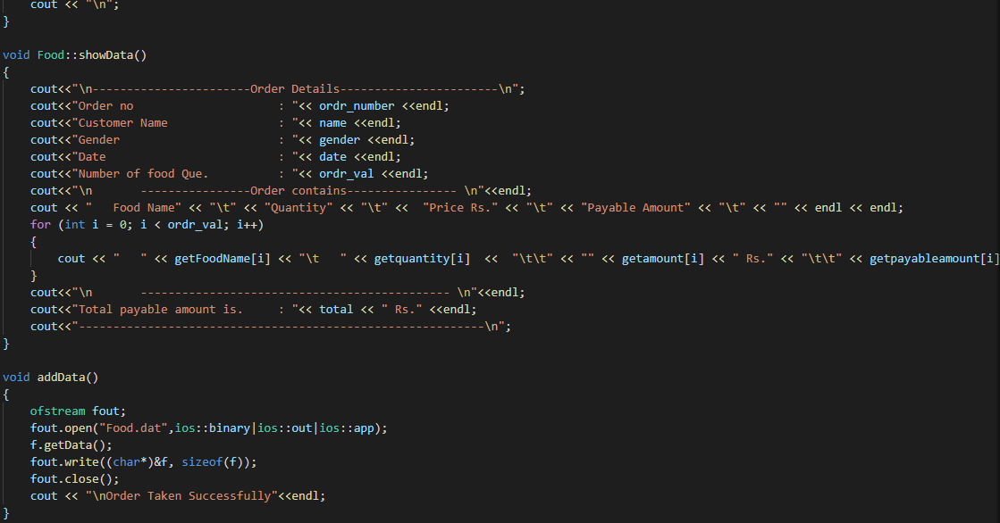 cout << "\n";
}

void Food::showData()
{
    cout<<"\n-----------------------Order Details-----------------------\n";
    cout<<"Order no                     : "<< ordr_number <<endl;
    cout<<"Customer Name                : "<< name <<endl;
    cout<<"Gender                       : "<< gender <<endl;
    cout<<"Date                         : "<< date <<endl;
    cout<<"Number of food Que.          : "<< ordr_val <<endl;
    cout<<"\n       ----------------Order contains---------------- \n"<<endl;
    cout << "   Food Name" << "\t" << "Quantity" << "\t" <<  "Price Rs." << "\t" << "Payable Amount" << "\t" << "" << endl << endl;
    for (int i = 0; i < ordr_val; i++)
    {
        cout << "   " << getFoodName[i] << "\t   " << getquantity[i]  <<  "\t\t" << "" << getamount[i] << " Rs." << "\t\t" << getpayableamount[i]
    }
    cout<<"\n       --------------------------------------------- \n"<<endl;
    cout<<"Total payable amount is.     : "<< total << " Rs." <<endl;
    cout<<"-----------------------------------------------------------\n";
}

void addData()
{
    ofstream fout;
    fout.open("Food.dat",ios::binary|ios::out|ios::app);
    f.getData();
    fout.write((char*)&f, sizeof(f));
    fout.close();
    cout << "\nOrder Taken Successfully"<<endl;
}